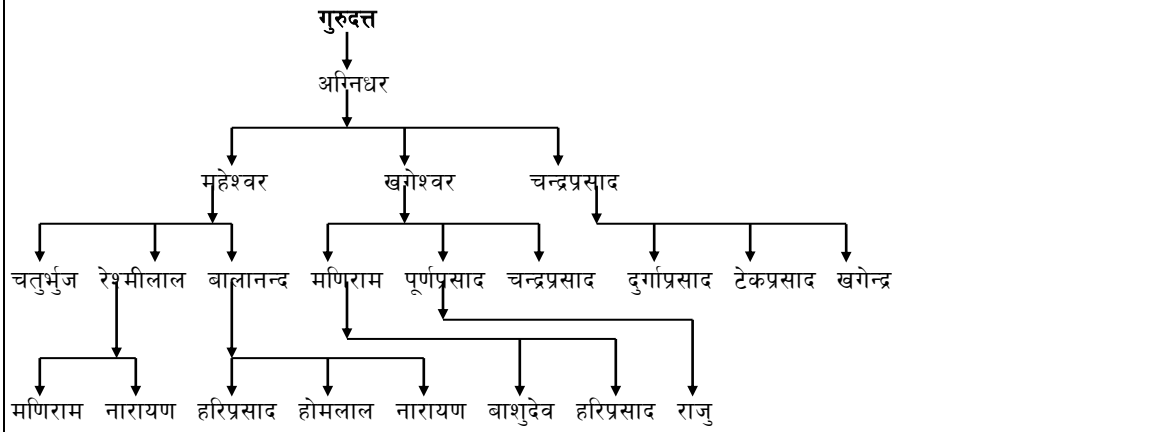 गुरुदत्त
अग्निधर
महेश्वर खगेश्वर चन्द्रप्रसाद
चतुर्भुज रेश्मीलाल बालानन्द मणिराम पूर्णप्रसाद चन्द्रप्रसाद दुर्गाप्रसाद टेकप्रसाद खगेन्द्र
मणिराम नारायण हरिप्रसाद होमलाल नारायण बाशुदेव हरिप्रसाद राजु